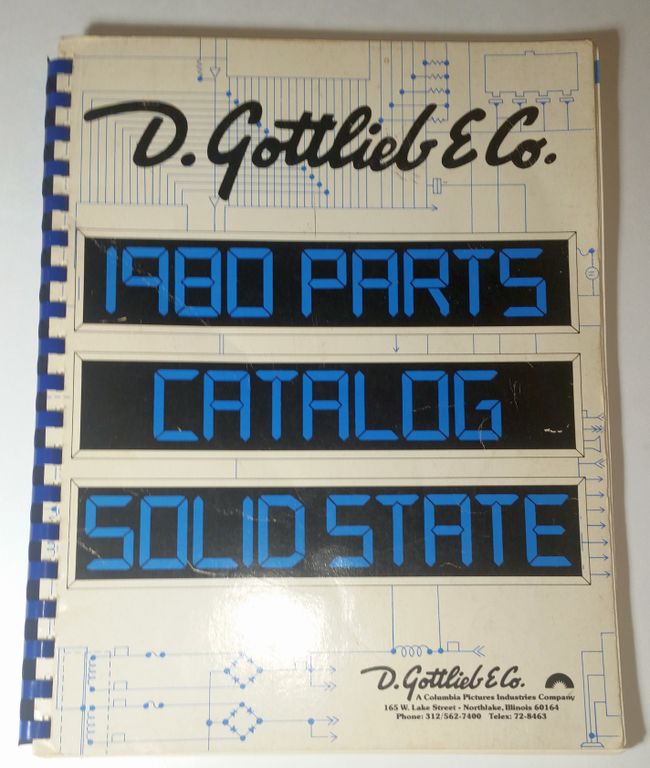 D. Gottlieb & Co.
1980 PARTS
CATALOG
SOLID STATE
D. Gottlieb & Co.
A Columbia Pictures Industries Company
165 W. Lake Street - Northlake, Illinois 60164
Phone: 312/562-7400 Telex: 72-8463